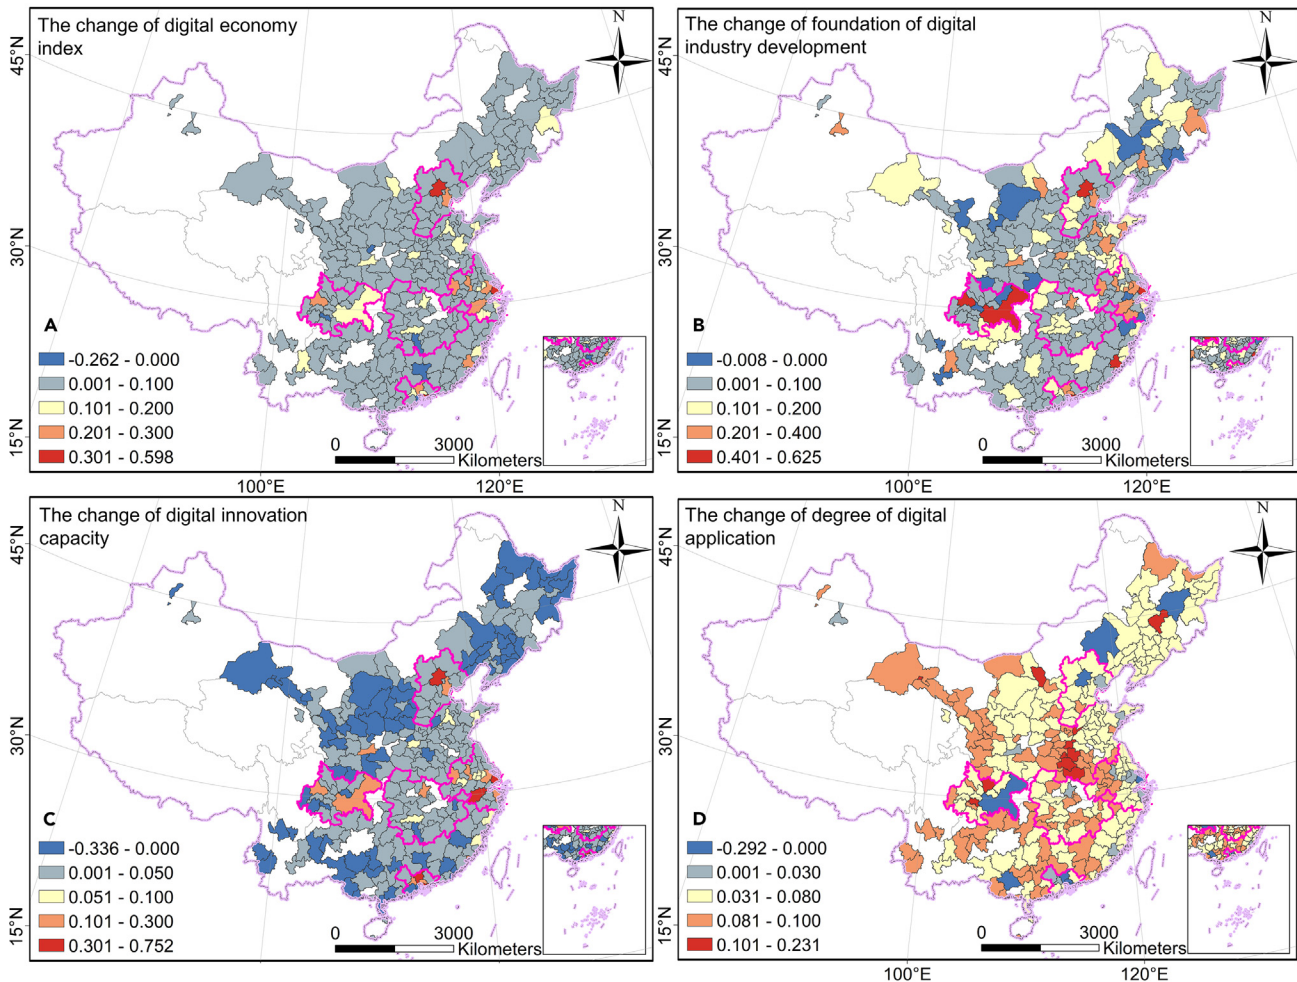 The change of digital economy
index
N
45°N
30°N
15°N
A
-0.262 - 0.000
0.001 - 0.100
0.101 - 0.200
0.201 - 0.300
0.301 - 0.598
0 3000
Kilometers
100°E 120°E
The change of foundation of digital
industry development
N
45°N
30°N
15°N
B
-0.008 - 0.000
0.001 - 0.100
0.101 - 0.200
0.201 - 0.400
0.401 - 0.625
0 3000
Kilometers
100°E 120°E
The change of digital innovation
capacity
N
45°N
30°N
15°N
C
-0.336 - 0.000
0.001 - 0.050
0.051 - 0.100
0.101 - 0.300
0.301 - 0.752
0 3000
Kilometers
The change of degree of digital
application
N
45°N
30°N
15°N
D
-0.292 - 0.000
0.001 - 0.030
0.031 - 0.080
0.081 - 0.100
0.101 - 0.231
0 3000
Kilometers
100°E 120°E